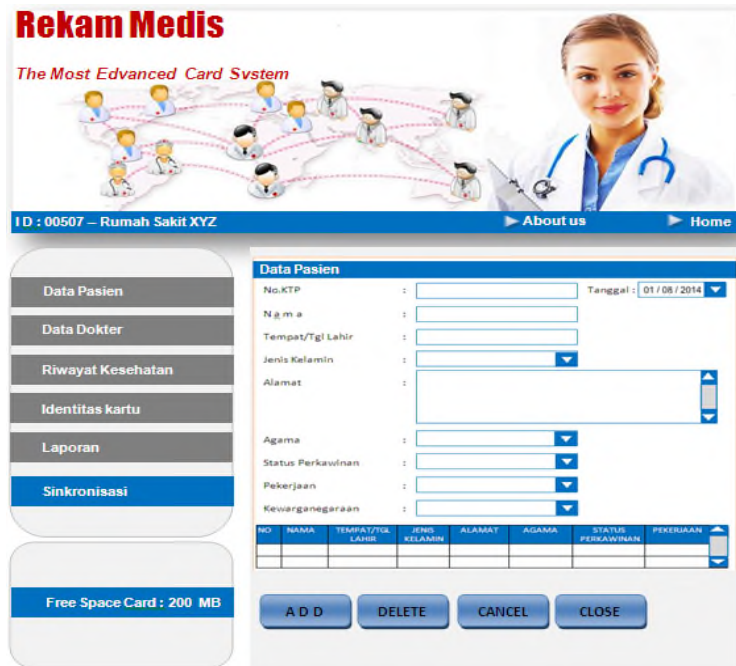 Rekam Medis
The Most Edvanced Card System
ID : 00507 – Rumah Sakit XYZ
About us
Home
Data Pasien
Data Dokter
Riwayat Kesehatan
Identitas kartu
Laporan
Sinkronisasi
Free Space Card : 200 MB
Data Pasien
No.KTP : Tanggal : 01 / 08 / 2014
N a m a :
Tempat/Tgl Lahir :
Jenis Kelamin :
Alamat :
Agama :
Status Perkawinan :
Pekerjaan :
Kewarganegaraan :
NO NAMA TEMPAT/TGL JENIS ALAMAT AGAMA STATUS PEKERJAAN
LAHIR KELAMIN PERKAWINAN
A D D DELETE CANCEL CLOSE